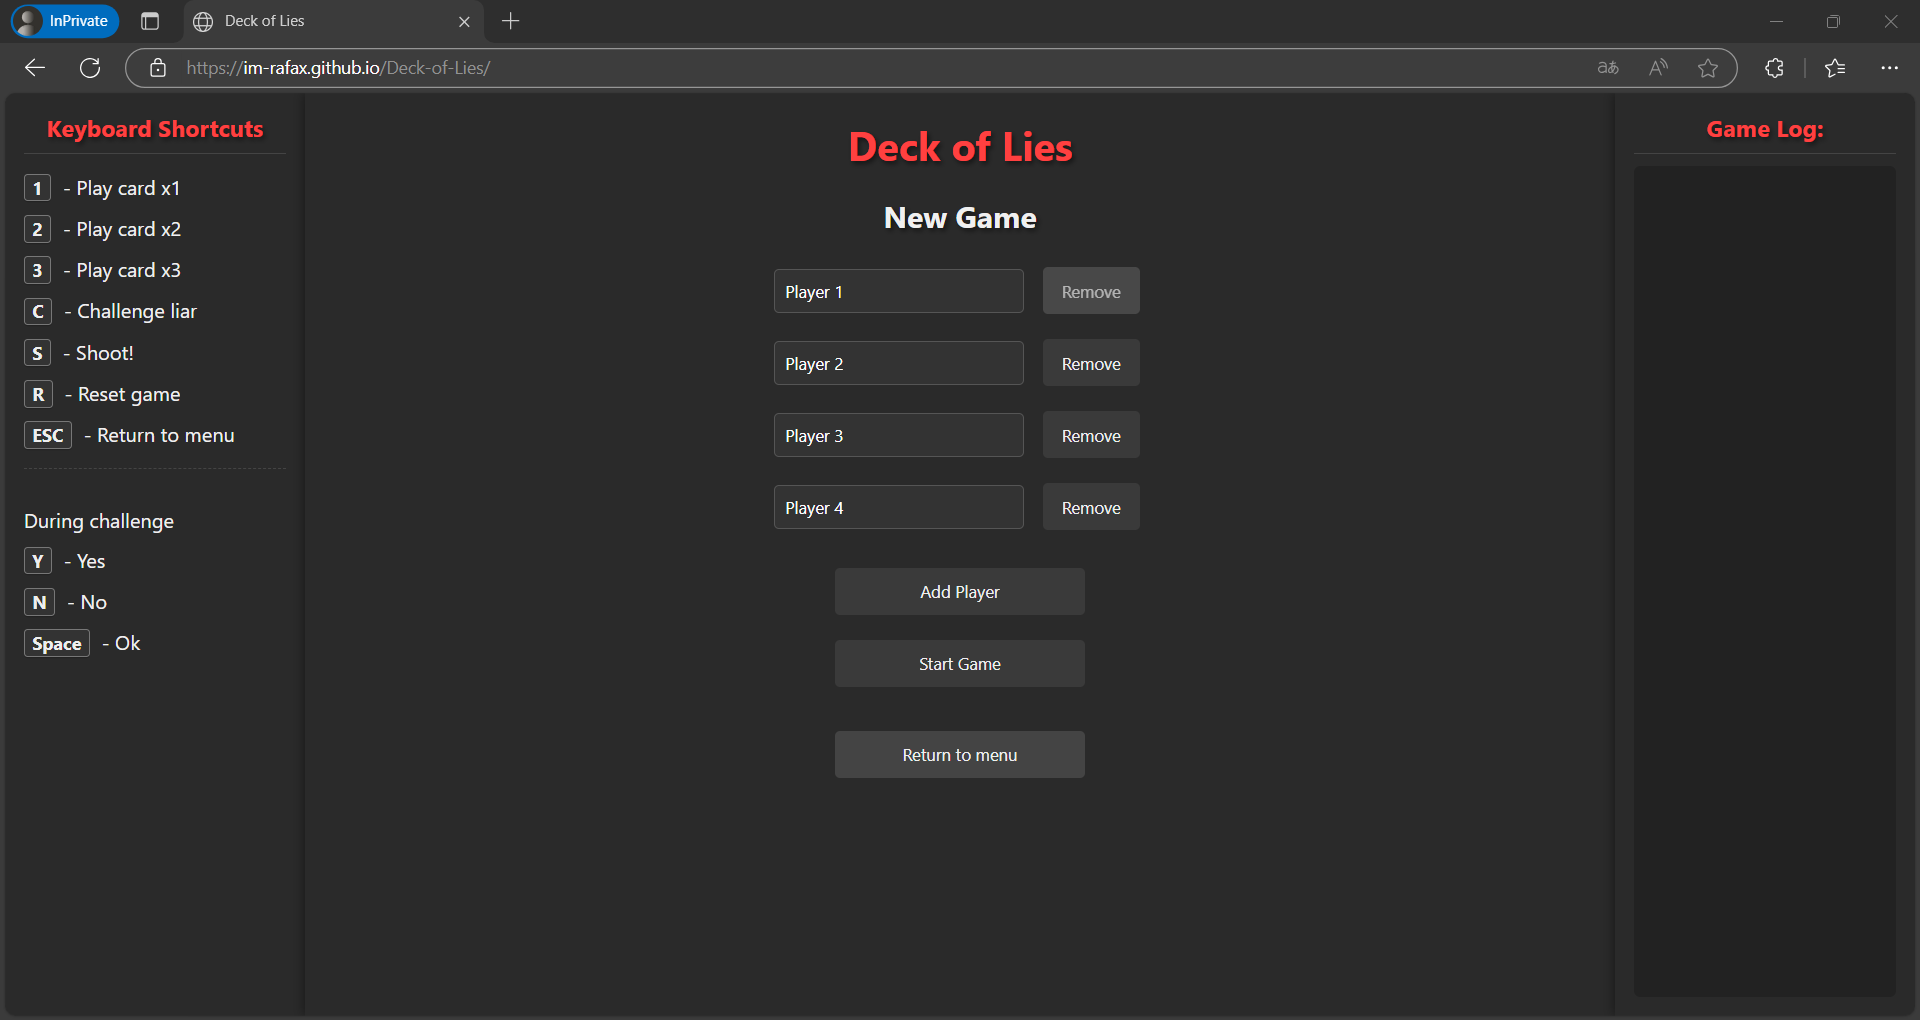 InPrivate
Deck of Lies
https://im-rafax.github.io/Deck-of-Lies/
Keyboard Shortcuts
1 - Play card x1
2 - Play card x2
3 - Play card x3
C - Challenge liar
S - Shoot!
R - Reset game
ESC - Return to menu
During challenge
Y - Yes
N - No
Space - Ok
Deck of Lies
New Game
Player 1 Remove
Player 2 Remove
Player 3 Remove
Player 4 Remove
Add Player
Start Game
Return to menu
Game Log: